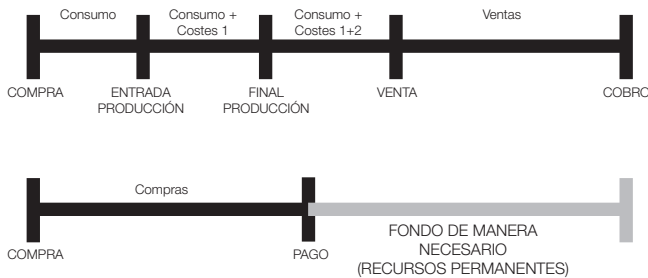 Consumo
Consumo +
Costes 1
Consumo +
Costes 1+2
Ventas
COMPRA
ENTRADA
PRODUCCIÓN
FINAL
PRODUCCIÓN
VENTA
COBRO
Compras
COMPRA
PAGO
FONDO DE MANERA
NECESARIO
(RECURSOS PERMANENTES)